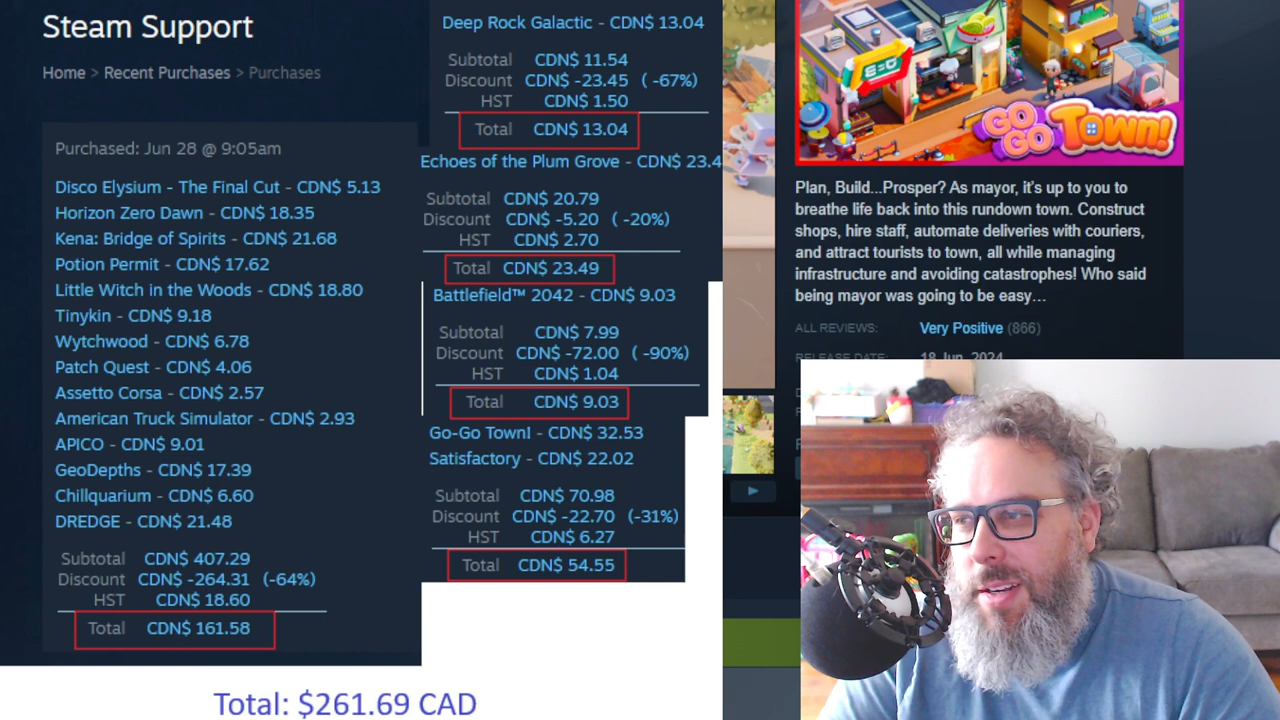 Steam Support
Home > Recent Purchases > Purchases
Purchased: Jun 28 @ 9:05am
Disco Elysium - The Final Cut - CDN$ 5.13
Horizon Zero Dawn - CDN$ 18.35
Kena: Bridge of Spirits - CDN$ 21.68
Potion Permit - CDN$ 17.62
Little Witch in the Woods - CDN$ 18.80
Tinykin - CDN$ 9.18
Wytchwood - CDN$ 6.78
Patch Quest - CDN$ 4.06
Assetto Corsa - CDN$ 2.57
American Truck Simulator - CDN$ 2.93
APICO - CDN$ 9.01
GeoDepths - CDN$ 17.39
Chillquarium - CDN$ 6.60
DREDGE - CDN$ 21.48
Subtotal CDN$ 407.29
Discount CDN$ -264.31 (-64%)
HST CDN$ 18.60
Total CDN$ 161.58
Deep Rock Galactic - CDN$ 13.04
Subtotal CDN$ 11.54
Discount CDN$ -23.45 ( -67%)
HST CDN$ 1.50
Total CDN$ 13.04
Echoes of the Plum Grove - CDN$ 23.4
Subtotal CDN$ 20.79
Discount CDN$ -5.20 ( -20%)
HST CDN$ 2.70
Total CDN$ 23.49
Battlefield™ 2042 - CDN$ 9.03
Subtotal CDN$ 7.99
Discount CDN$ -72.00 ( -90%)
HST CDN$ 1.04
Total CDN$ 9.03
Go-Go Town! - CDN$ 32.53
Satisfactory - CDN$ 22.02
Subtotal CDN$ 70.98
Discount CDN$ -22.70 (-31%)
HST CDN$ 6.27
Total CDN$ 54.55
Total: $261.69 CAD
GO GO TOWN!
Plan, Build...Prosper? As mayor, it's up to you to
breathe life back into this rundown town. Construct
shops, hire staff, automate deliveries with couriers,
and attract tourists to town, all while managing
infrastructure and avoiding catastrophes! Who said
being mayor was going to be easy…
ALL REVIEWS: Very Positive (866)
RELEASE DATE: 18 Jun, 2024